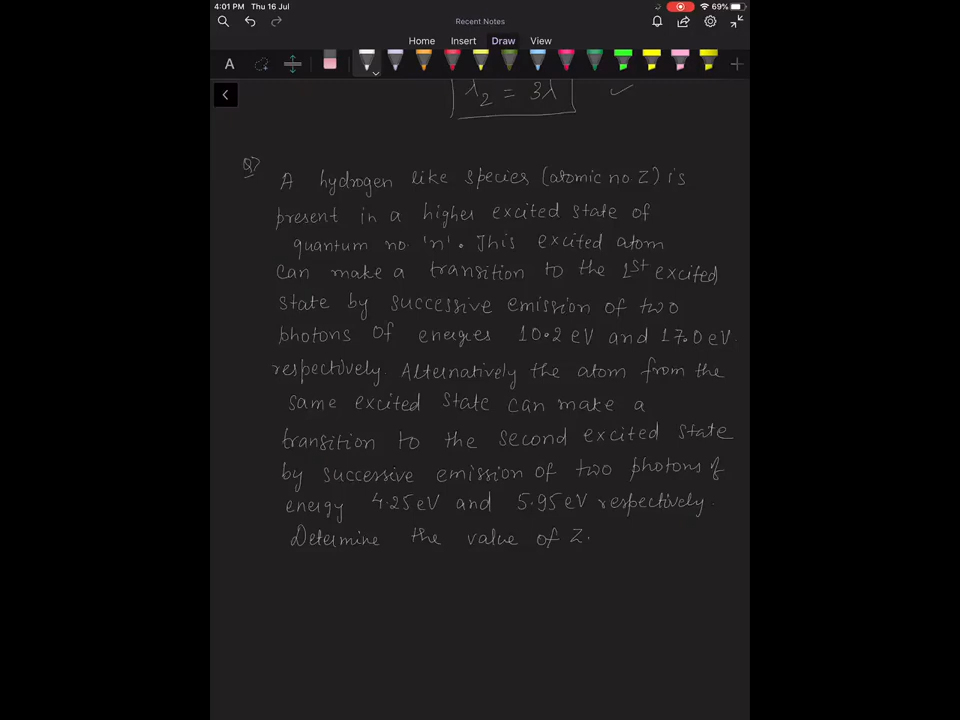 4:01 PM Thu 16 Jul
69%
Recent Notes
Home Insert Draw View
A
λ2 = 3λ
Q7
A hydrogen like species (atomic no Z) is
present in a higher excited state of
quantum no. 'n'. This excited atom
can make a transition to the 1st excited
state by successive emission of two
photons of energies 10.2 eV and 17.0 eV
respectively. Alternatively the atom from the
same excited state can make a
transition to the second excited state
by successive emission of two photons of
energy 4.25 eV and 5.95 eV respectively.
Determine the value of Z.